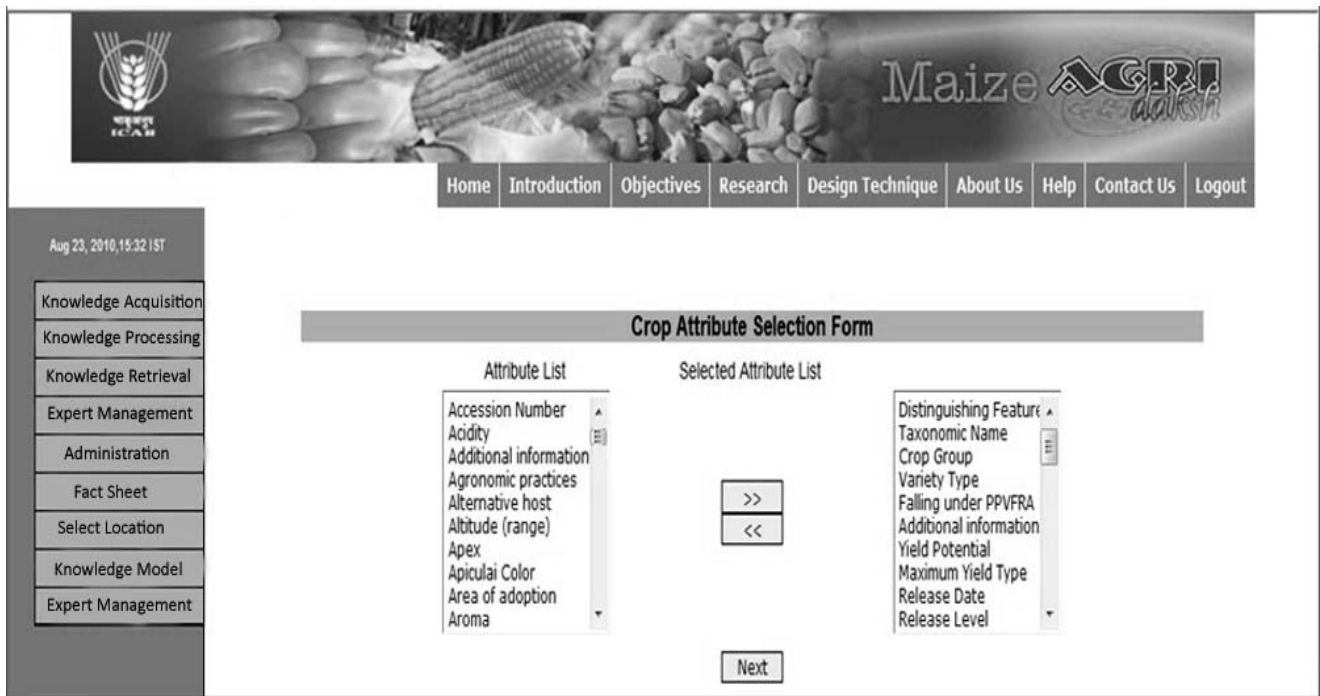 भाकृअनुप
ICAR
Maize AGRI
daksh
Home Introduction Objectives Research Design Technique About Us Help Contact Us Logout
Aug 23, 2010,15:32 IST
Knowledge Acquisition
Knowledge Processing
Knowledge Retrieval
Expert Management
Administration
Fact Sheet
Select Location
Knowledge Model
Expert Management
Crop Attribute Selection Form
Attribute List Selected Attribute List
Accession Number
Acidity
Additional information
Agronomic practices
Alternative host
Altitude (range)
Apex
Apiculai Color
Area of adoption
Aroma
>>
<<
Distinguishing Feature
Taxonomic Name
Crop Group
Variety Type
Falling under PPVFRA
Additional information
Yield Potential
Maximum Yield Type
Release Date
Release Level
Next